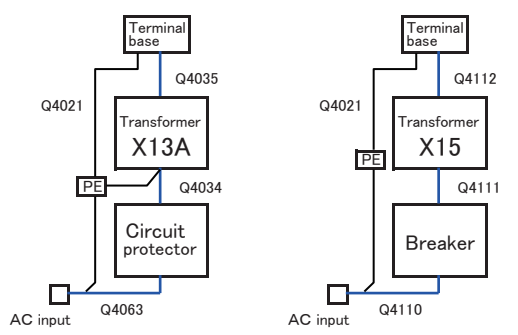 Terminal
base
Q4035
Q4021
Transformer
X13A
PE
Q4034
Circuit
protector
Q4063
AC input
Terminal
base
Q4112
Q4021
Transformer
X15
PE
Q4111
Breaker
Q4110
AC input